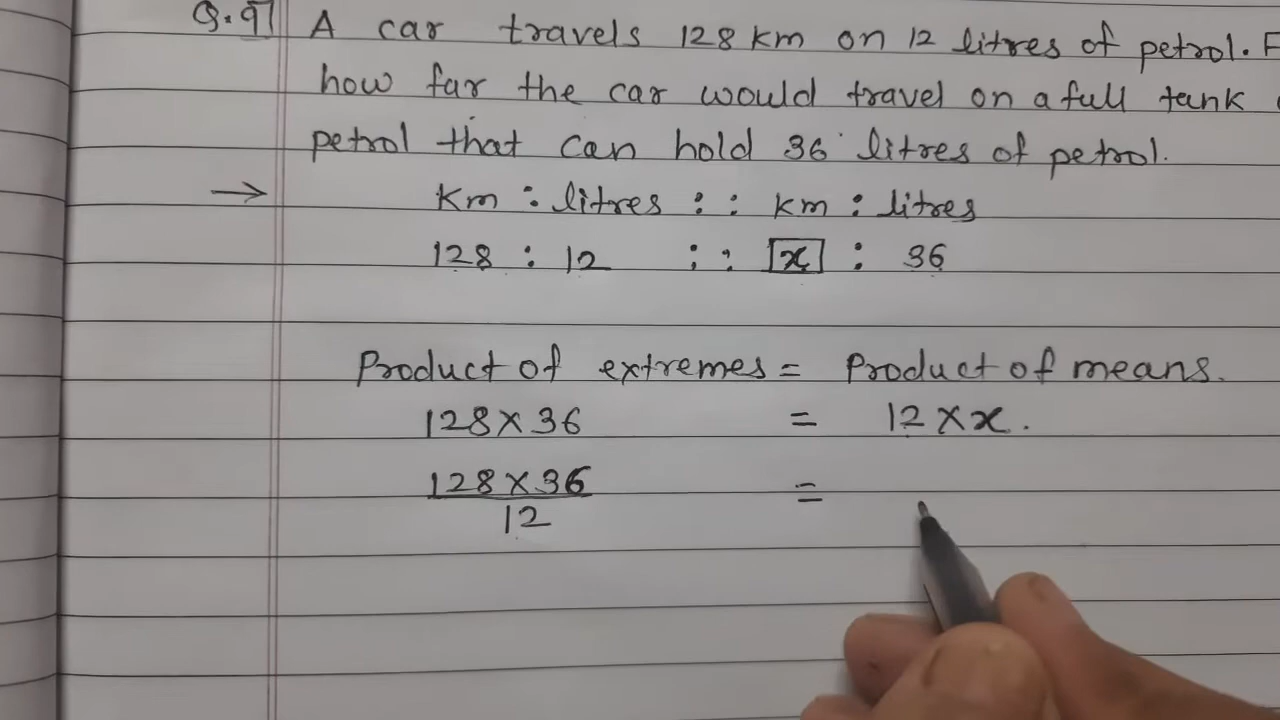 Q.9 A car travels 128 km on 12 litres of petrol.
how far the car would travel on a full tank
petrol that can hold 36 litres of petrol.
→ Km : litres : : km : litres
128 : 12 : : x : 36
Product of extremes = Product of means.
128 × 36 = 12 × x.
128 × 36 =
12